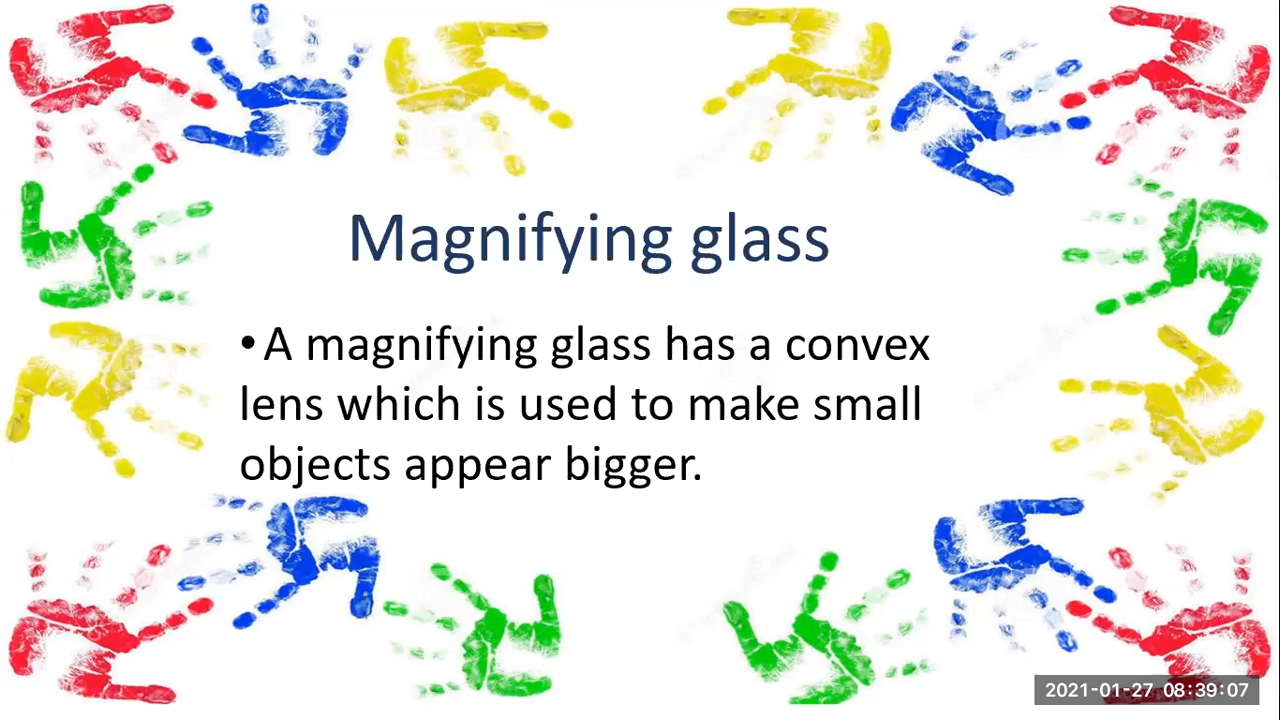 Magnifying glass
•A magnifying glass has a convex
lens which is used to make small
objects appear bigger.
2021-01-27 08:39:07